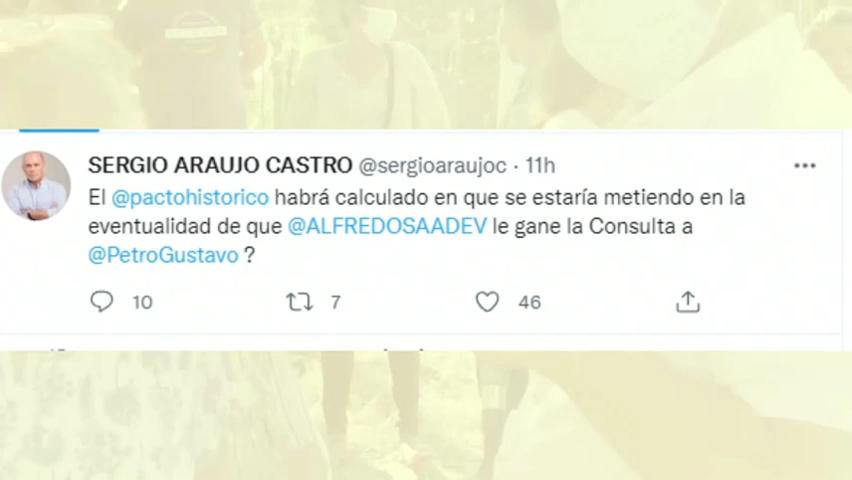 SERGIO ARAUJO CASTRO @sergioaraujoc · 11h
El @pactohistorico habrá calculado en que se estaría metiendo en la
eventualidad de que @ALFREDOSAADEV le gane la Consulta a
@PetroGustavo ?
10 7 46